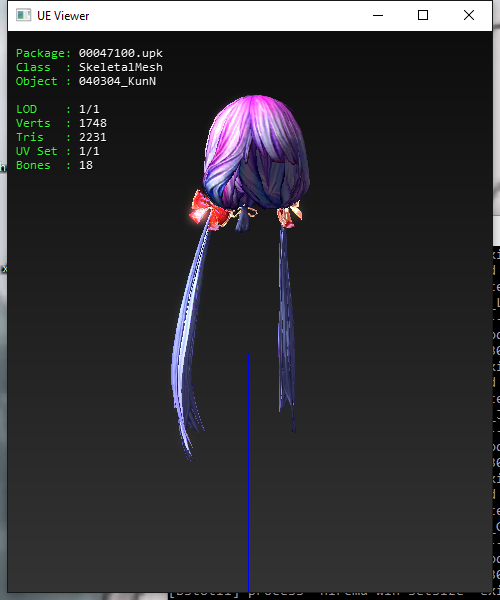 UE Viewer
Package: 00047100.upk
Class : SkeletalMesh
Object : 040304_KunN
LOD : 1/1
Verts : 1748
Tris : 2231
UV Set : 1/1
Bones : 18